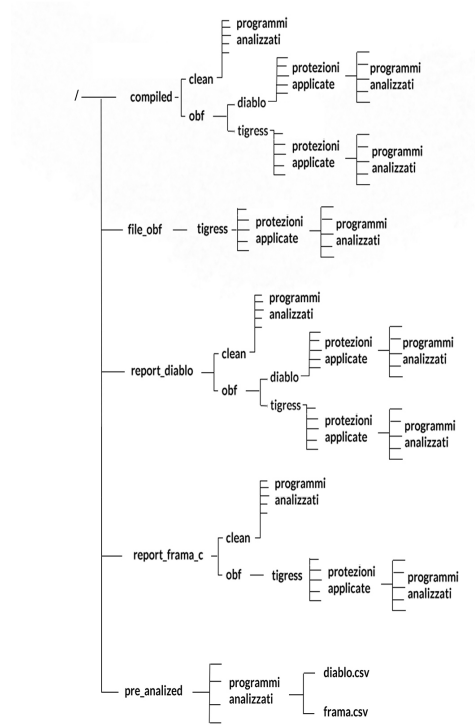 programmi
analizzati
clean
protezioni
applicate
programmi
analizzati
/
compiled
diablo
obf
tigress
protezioni
applicate
programmi
analizzati
file_obf
tigress
protezioni
applicate
programmi
analizzati
programmi
analizzati
clean
protezioni
applicate
programmi
analizzati
report_diablo
diablo
obf
tigress
protezioni
applicate
programmi
analizzati
programmi
analizzati
clean
report_frama_c
obf
tigress
protezioni
applicate
programmi
analizzati
pre_analized
programmi
analizzati
diablo.csv
frama.csv